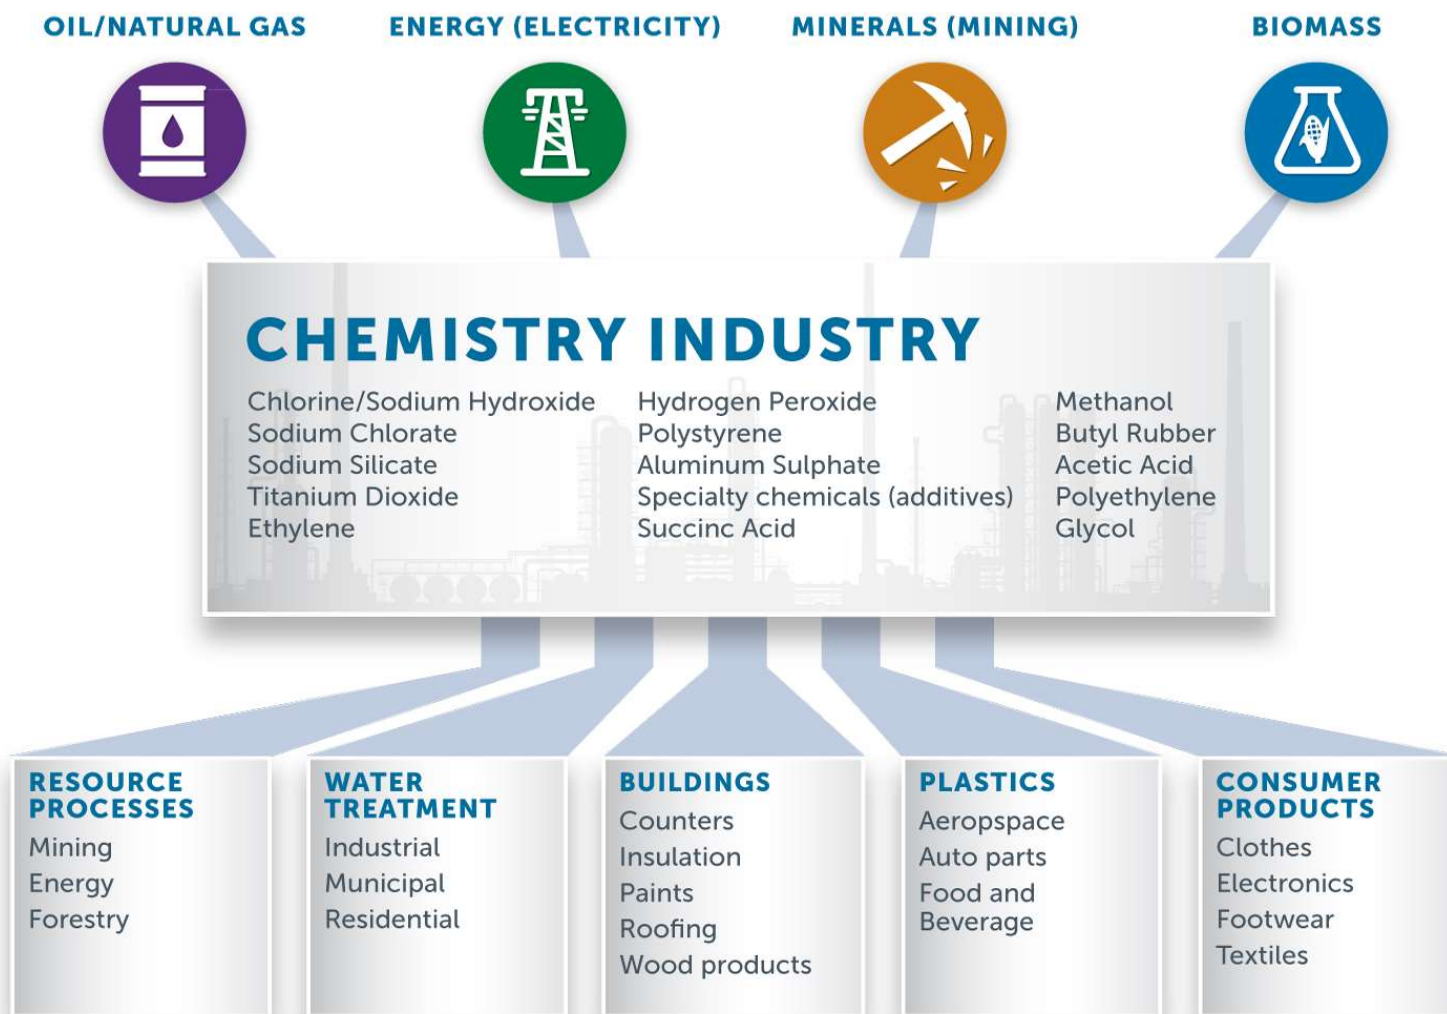 OIL/NATURAL GAS
ENERGY (ELECTRICITY)
MINERALS (MINING)
BIOMASS
CHEMISTRY INDUSTRY
Chlorine/Sodium Hydroxide
Sodium Chlorate
Sodium Silicate
Titanium Dioxide
Ethylene
Hydrogen Peroxide
Polystyrene
Aluminum Sulphate
Specialty chemicals (additives)
Succinc Acid
Methanol
Butyl Rubber
Acetic Acid
Polyethylene
Glycol
RESOURCE
PROCESSES
Mining
Energy
Forestry
WATER
TREATMENT
Industrial
Municipal
Residential
BUILDINGS
Counters
Insulation
Paints
Roofing
Wood products
PLASTICS
Aeropspace
Auto parts
Food and
Beverage
CONSUMER
PRODUCTS
Clothes
Electronics
Footwear
Textiles